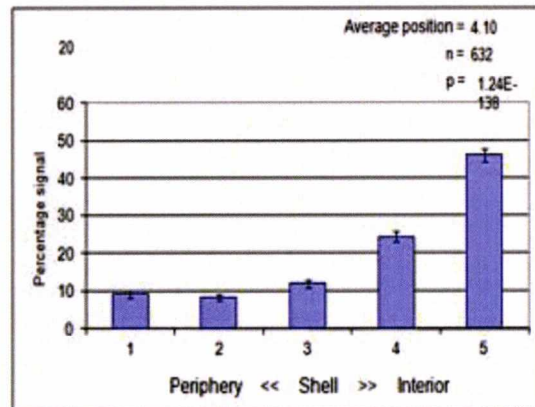 Average position = 4.10
20
n = 632
p = 1.24E-
138
60
50
40
30
20
10
0
Percentage signal
1 2 3 4 5
Periphery << Shell >> Interior